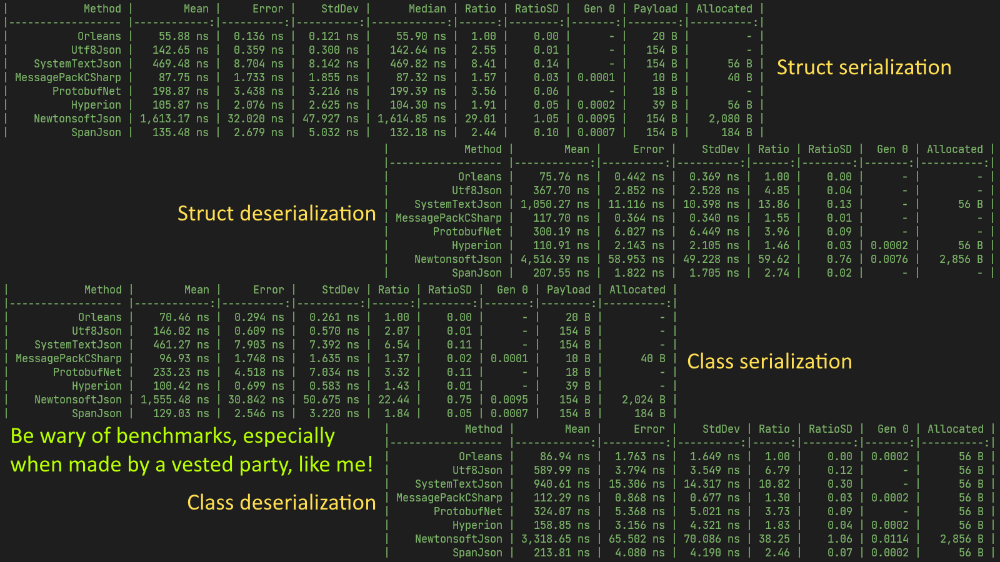 | Method | Mean | Error | StdDev | Median | Ratio | RatioSD | Gen 0 | Payload | Allocated |
|------------------ |------------:|----------:|----------:|------------:|------:|--------:|-------:|--------:|----------:|
| Orleans | 55.88 ns | 0.136 ns | 0.121 ns | 55.90 ns | 1.00 | 0.00 | - | 20 B | - |
| Utf8Json | 142.65 ns | 0.359 ns | 0.300 ns | 142.64 ns | 2.55 | 0.01 | - | 154 B | - |
| SystemTextJson | 469.48 ns | 8.704 ns | 8.142 ns | 469.82 ns | 8.41 | 0.14 | - | 154 B | 56 B |
| MessagePackCSharp | 87.75 ns | 1.733 ns | 1.855 ns | 87.32 ns | 1.57 | 0.03 | 0.0001 | 10 B | 40 B |
| ProtobufNet | 198.87 ns | 3.438 ns | 3.216 ns | 199.39 ns | 3.56 | 0.06 | - | 18 B | - |
| Hyperion | 105.87 ns | 2.076 ns | 2.625 ns | 104.30 ns | 1.91 | 0.05 | 0.0002 | 39 B | 56 B |
| NewtonsoftJson | 1,613.17 ns | 32.020 ns | 47.927 ns | 1,614.85 ns | 29.01 | 1.05 | 0.0095 | 154 B | 2,080 B |
| SpanJson | 135.48 ns | 2.679 ns | 5.032 ns | 132.18 ns | 2.44 | 0.10 | 0.0007 | 154 B | 184 B |
Struct serialization
| Method | Mean | Error | StdDev | Ratio | RatioSD | Gen 0 | Allocated |
|------------------ |------------:|----------:|----------:|------:|--------:|-------:|----------:|
| Orleans | 75.76 ns | 0.442 ns | 0.369 ns | 1.00 | 0.00 | - | - |
| Utf8Json | 367.70 ns | 2.852 ns | 2.528 ns | 4.85 | 0.04 | - | - |
| SystemTextJson | 1,050.27 ns | 11.116 ns | 10.398 ns | 13.86 | 0.13 | - | 56 B |
| MessagePackCSharp | 117.70 ns | 0.364 ns | 0.340 ns | 1.55 | 0.01 | - | - |
| ProtobufNet | 300.19 ns | 6.027 ns | 6.449 ns | 3.96 | 0.09 | - | - |
| Hyperion | 110.91 ns | 2.143 ns | 2.105 ns | 1.46 | 0.03 | 0.0002 | 56 B |
| NewtonsoftJson | 4,516.39 ns | 58.953 ns | 49.228 ns | 59.62 | 0.76 | 0.0076 | 2,856 B |
| SpanJson | 207.55 ns | 1.822 ns | 1.705 ns | 2.74 | 0.02 | - | - |
Struct deserialization
| Method | Mean | Error | StdDev | Ratio | RatioSD | Gen 0 | Payload | Allocated |
|------------------ |------------:|----------:|----------:|------:|--------:|-------:|--------:|----------:|
| Orleans | 70.46 ns | 0.294 ns | 0.261 ns | 1.00 | 0.00 | - | 20 B | - |
| Utf8Json | 146.02 ns | 0.609 ns | 0.570 ns | 2.07 | 0.01 | - | 154 B | - |
| SystemTextJson | 461.27 ns | 7.903 ns | 7.392 ns | 6.54 | 0.11 | - | 154 B | - |
| MessagePackCSharp | 96.93 ns | 1.748 ns | 1.635 ns | 1.37 | 0.02 | 0.0001 | 10 B | 40 B |
| ProtobufNet | 233.23 ns | 4.518 ns | 7.034 ns | 3.32 | 0.11 | - | 18 B | - |
| Hyperion | 100.42 ns | 0.699 ns | 0.583 ns | 1.43 | 0.01 | - | 39 B | - |
| NewtonsoftJson | 1,555.48 ns | 30.842 ns | 50.675 ns | 22.44 | 0.75 | 0.0095 | 154 B | 2,024 B |
| SpanJson | 129.03 ns | 2.546 ns | 3.220 ns | 1.84 | 0.05 | 0.0007 | 154 B | 184 B |
Class serialization
Be wary of benchmarks, especially
when made by a vested party, like me!
Class deserialization
| Method | Mean | Error | StdDev | Ratio | RatioSD | Gen 0 | Allocated |
|------------------ |------------:|----------:|----------:|------:|--------:|-------:|----------:|
| Orleans | 86.94 ns | 1.763 ns | 1.649 ns | 1.00 | 0.00 | 0.0002 | 56 B |
| Utf8Json | 589.99 ns | 3.794 ns | 3.549 ns | 6.79 | 0.12 | - | 56 B |
| SystemTextJson | 940.61 ns | 15.306 ns | 14.317 ns | 10.82 | 0.30 | - | 56 B |
| MessagePackCSharp | 112.29 ns | 0.868 ns | 0.677 ns | 1.30 | 0.03 | 0.0002 | 56 B |
| ProtobufNet | 324.07 ns | 5.368 ns | 5.021 ns | 3.73 | 0.09 | - | 56 B |
| Hyperion | 158.85 ns | 3.156 ns | 4.321 ns | 1.83 | 0.04 | 0.0002 | 56 B |
| NewtonsoftJson | 3,318.65 ns | 65.502 ns | 70.086 ns | 38.25 | 1.06 | 0.0114 | 2,856 B |
| SpanJson | 213.81 ns | 4.080 ns | 4.190 ns | 2.46 | 0.07 | 0.0002 | 56 B |